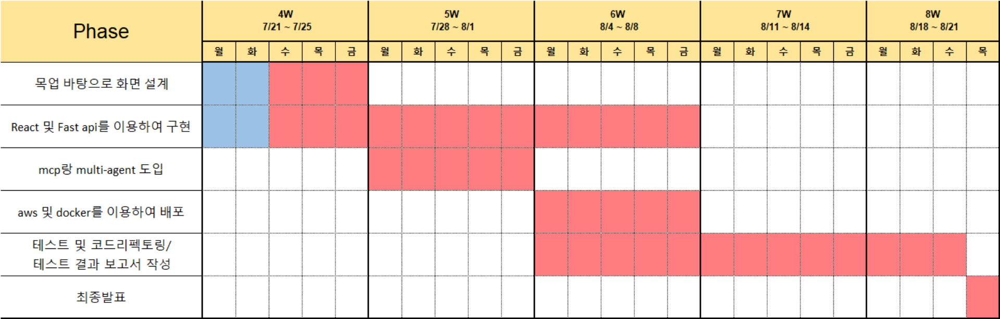 Phase
4W
7/21 ~ 7/25
5W
7/28 ~ 8/1
6W
8/4 ~ 8/8
7W
8/11 ~ 8/14
8W
8/18 ~ 8/21
월 화 수 목 금 월 화 수 목 금 월 화 수 목 금 월 화 수 목 금 월 화 수 목
목업 바탕으로 화면 설계
React 및 Fast api를 이용하여 구현
mcp랑 multi-agent 도입
aws 및 docker를 이용하여 배포
테스트 및 코드리펙토링/
테스트 결과 보고서 작성
최종발표